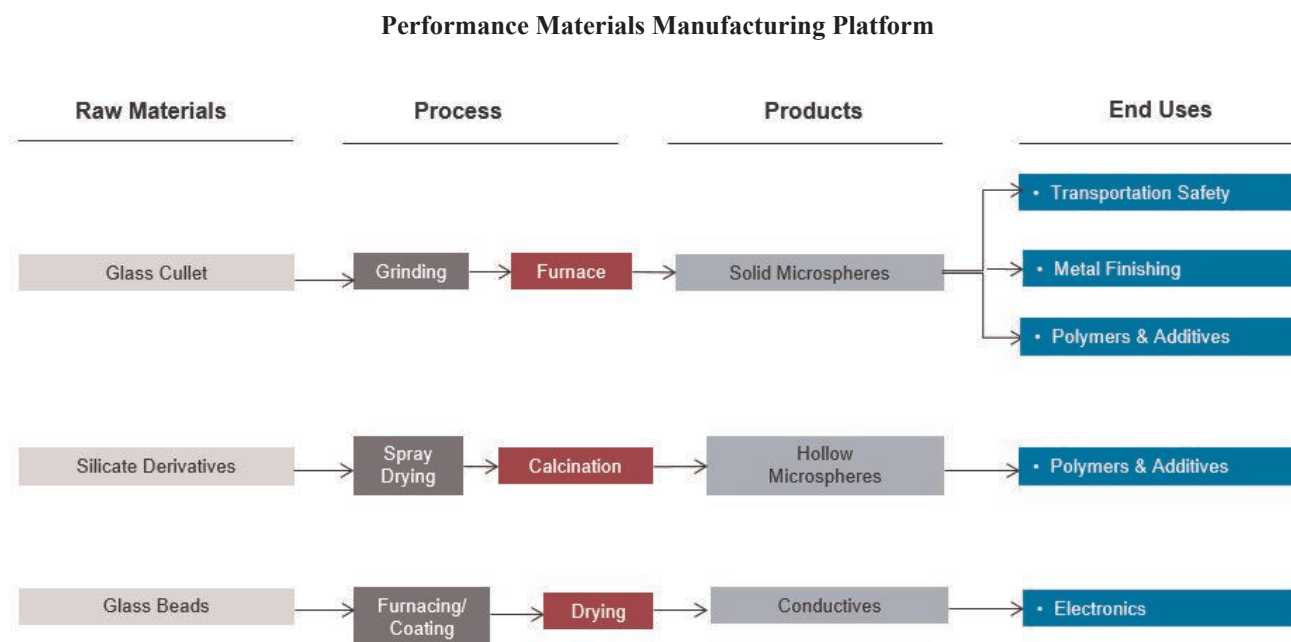 Performance Materials Manufacturing Platform
Raw Materials
Process
Products
End Uses
Glass Cullet
Grinding
Furnace
Solid Microspheres
• Transportation Safety
• Metal Finishing
• Polymers & Additives
Silicate Derivatives
Spray
Drying
Calcination
Hollow
Microspheres
• Polymers & Additives
Glass Beads
Furnacing/
Coating
Drying
Conductives
• Electronics